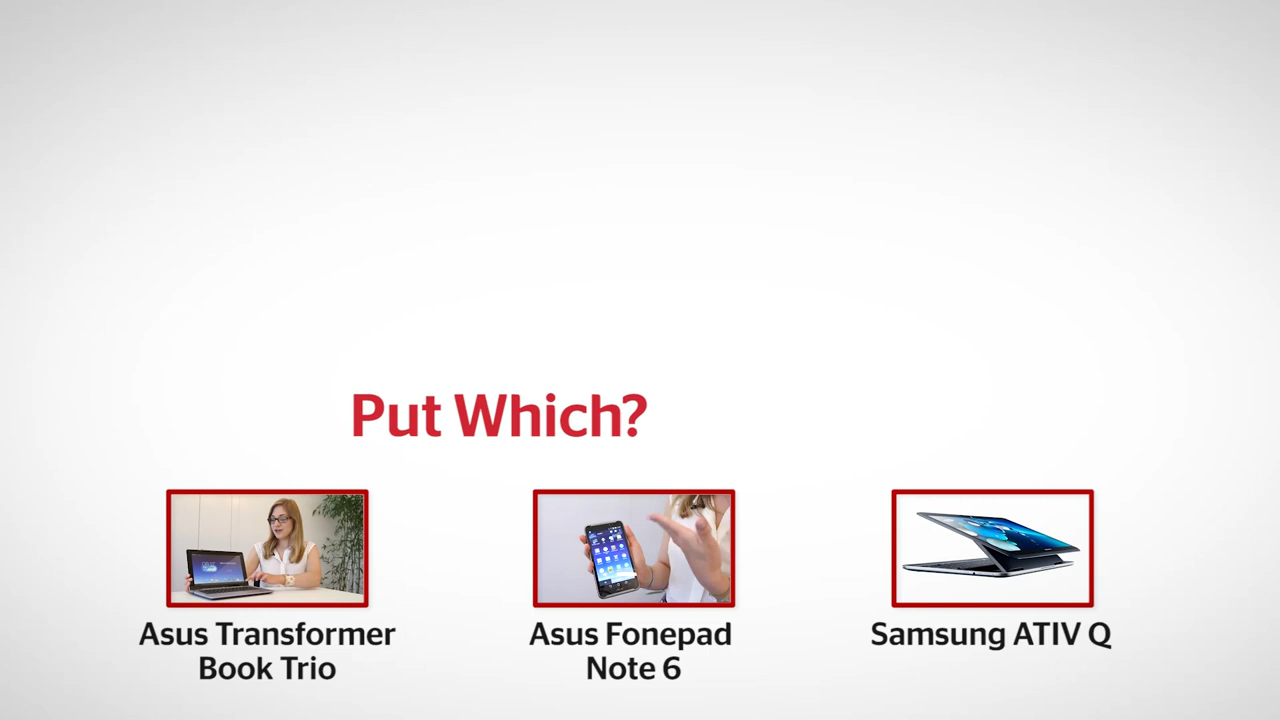 Put Which?
Asus Transformer
Book Trio
Asus Fonepad
Note 6
Samsung ATIV Q